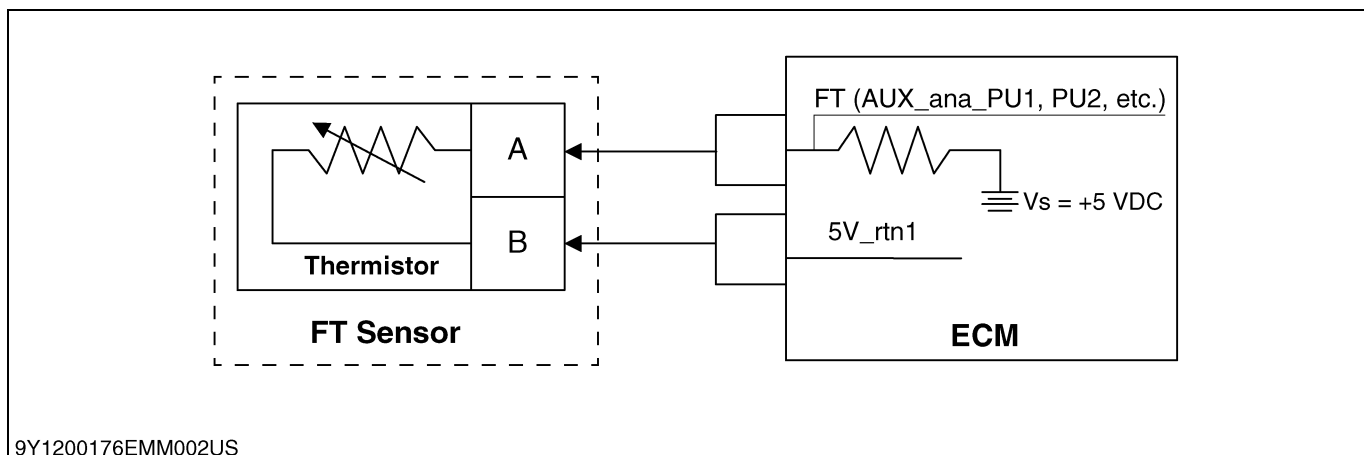 FT (AUX_ana_PU1, PU2, etc.)
A
Vs = +5 VDC
5V_rtn1
B
Thermistor
FT Sensor
ECM
9Y1200176EMM002US